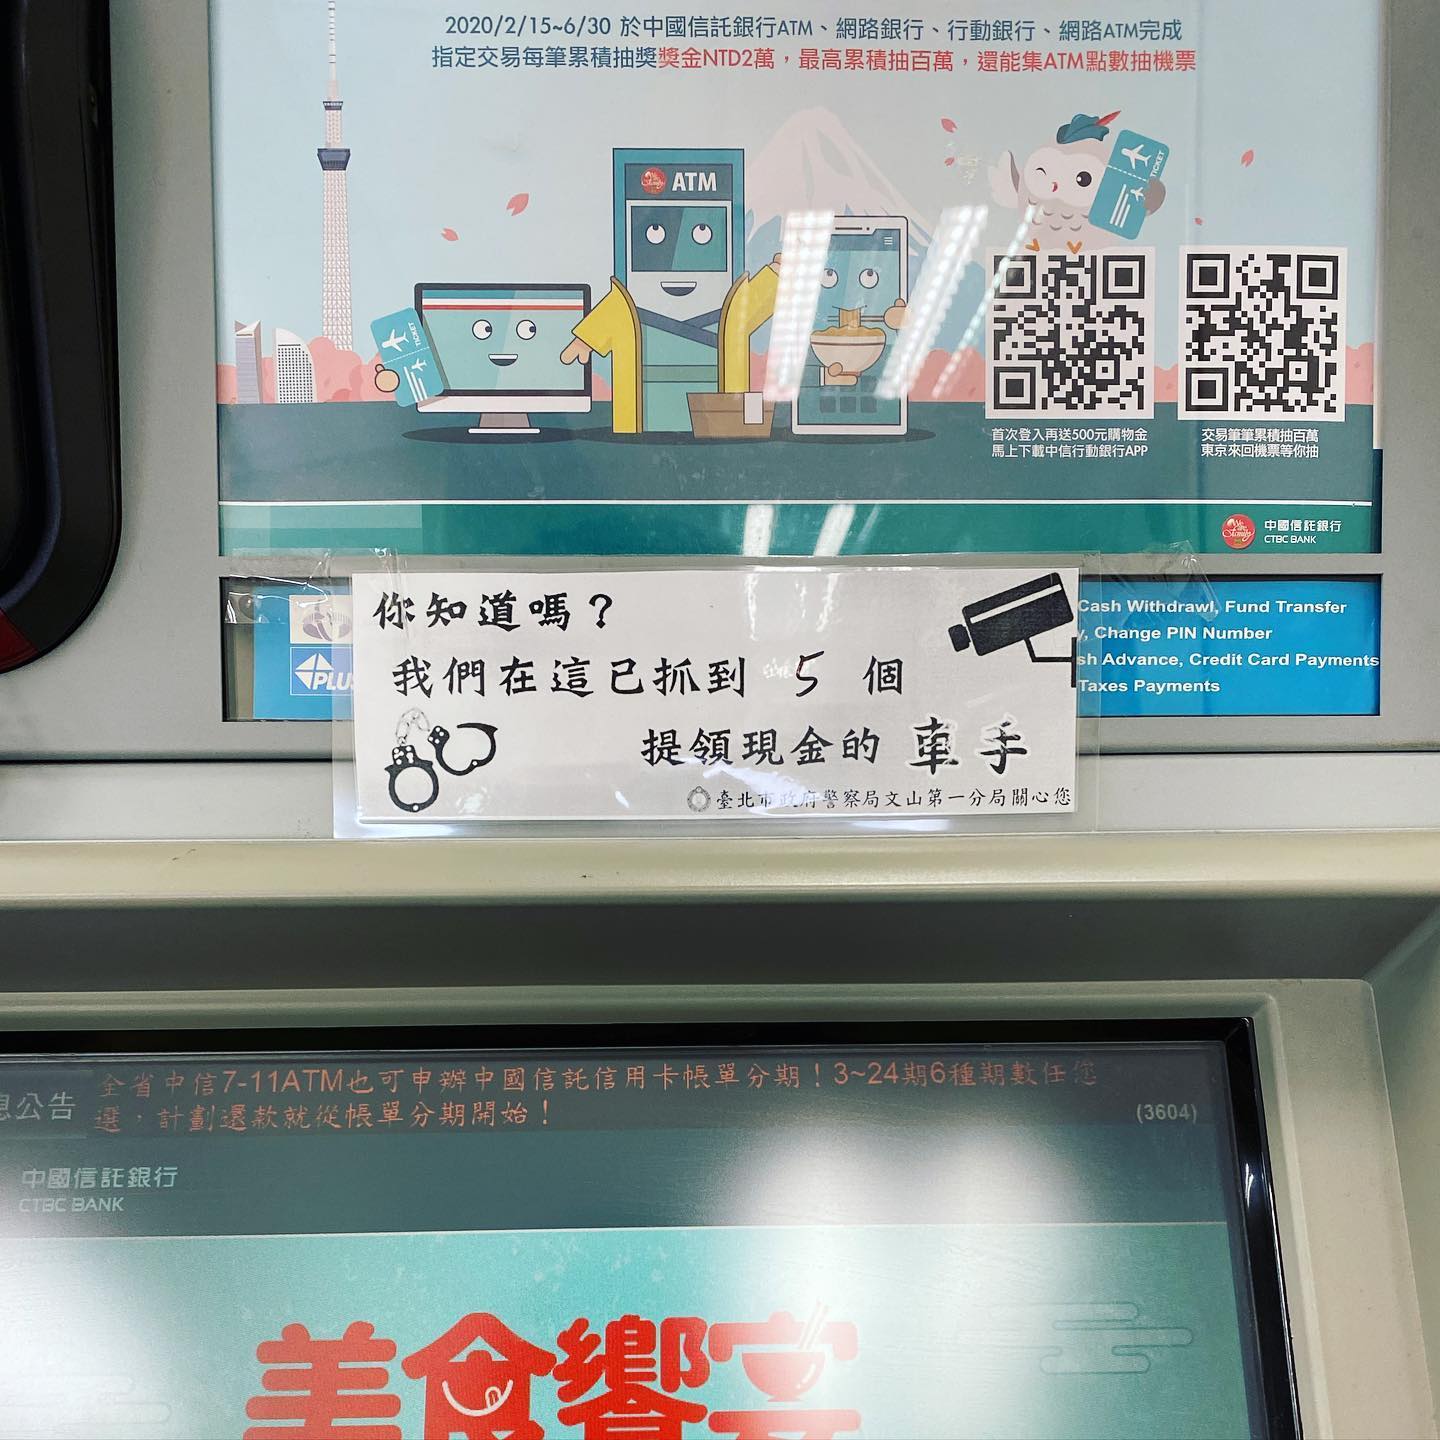 2020/2/15~6/30 於中國信託銀行ATM、網路銀行、行動銀行、網路ATM完成
指定交易每筆累積抽獎獎金NTD2萬，最高累積抽百萬，還能集ATM點數抽機票
ATM
TICKET
TICKET
首次登入再送500元購物金
馬上下載中信行動銀行APP
交易筆筆累積抽百萬
東京來回機票等你抽
We are family
中國信託銀行
CTBC BANK
PLUS
Cash Withdrawl, Fund Transfer
, Change PIN Number
sh Advance, Credit Card Payments
Taxes Payments
你知道嗎？
我們在這已抓到 5 個
提領現金的 車手
臺北市政府警察局文山第一分局關心您
息公告
全省中信7-11ATM也可申辦中國信託信用卡帳單分期！3~24期6種期數任您
選，計劃還款就從帳單分期開始！
(3604)
中國信託銀行
CTBC BANK
美食饗宴